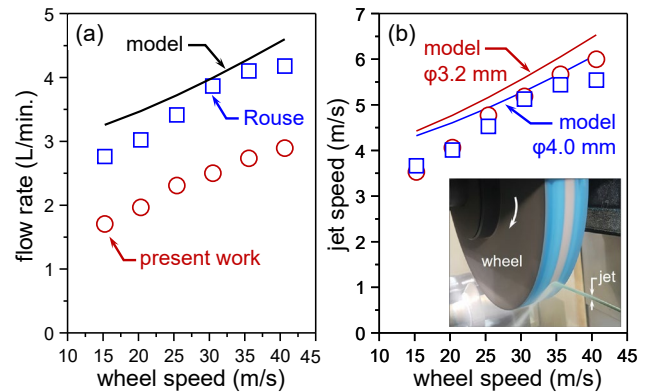 (a)
model
Rouse
present work
flow rate (L/min.)
5
4
3
2
1
0
10 15 20 25 30 35 40 45
wheel speed (m/s)
(b)
model
φ3.2 mm
model
φ4.0 mm
wheel
jet
jet speed (m/s)
7
6
5
4
3
2
1
0
10 15 20 25 30 35 40 45
wheel speed (m/s)